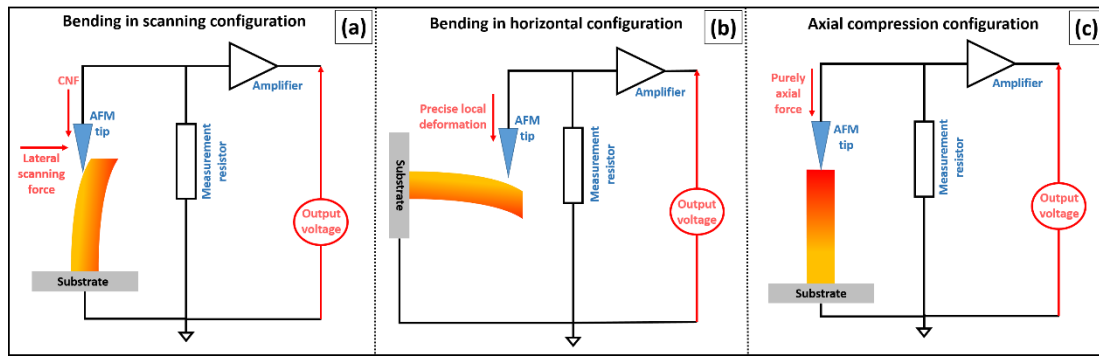 Bending in scanning configuration
(a)
CNF
AFM
tip
Lateral
scanning
force
Amplifier
Measurement
resistor
Output
voltage
Substrate
Bending in horizontal configuration
(b)
Precise local
deformation
AFM
tip
Amplifier
Substrate
Measurement
resistor
Output
voltage
Axial compression configuration
(c)
Purely
axial
force
AFM
tip
Amplifier
Measurement
resistor
Output
voltage
Substrate